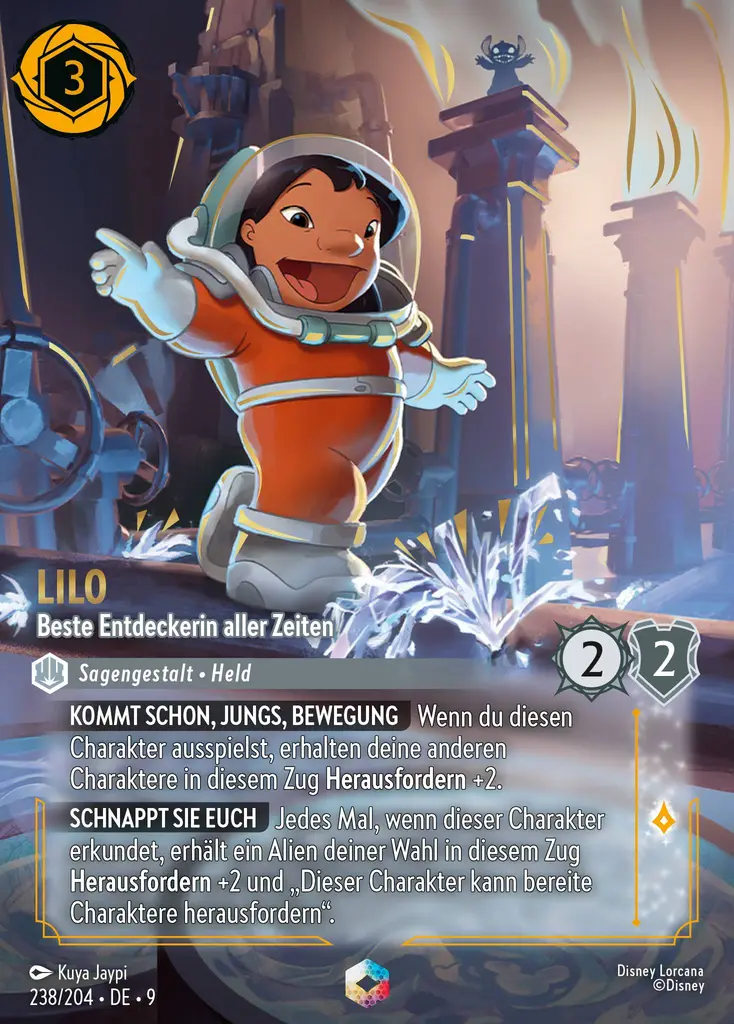 3
LILO
Beste Entdeckerin aller Zeiten
2 2
Sagengestalt • Held
KOMMT SCHON, JUNGS, BEWEGUNG Wenn du diesen
Charakter ausspielst, erhalten deine anderen
Charaktere in diesem Zug Herausfordern +2.
SCHNAPPT SIE EUCH Jedes Mal, wenn dieser Charakter
erkundet, erhält ein Alien deiner Wahl in diesem Zug
Herausfordern +2 und „Dieser Charakter kann bereite
Charaktere herausfordern“.
Kuya Jaypi
238/204 • DE • 9
Disney Lorcana
©Disney